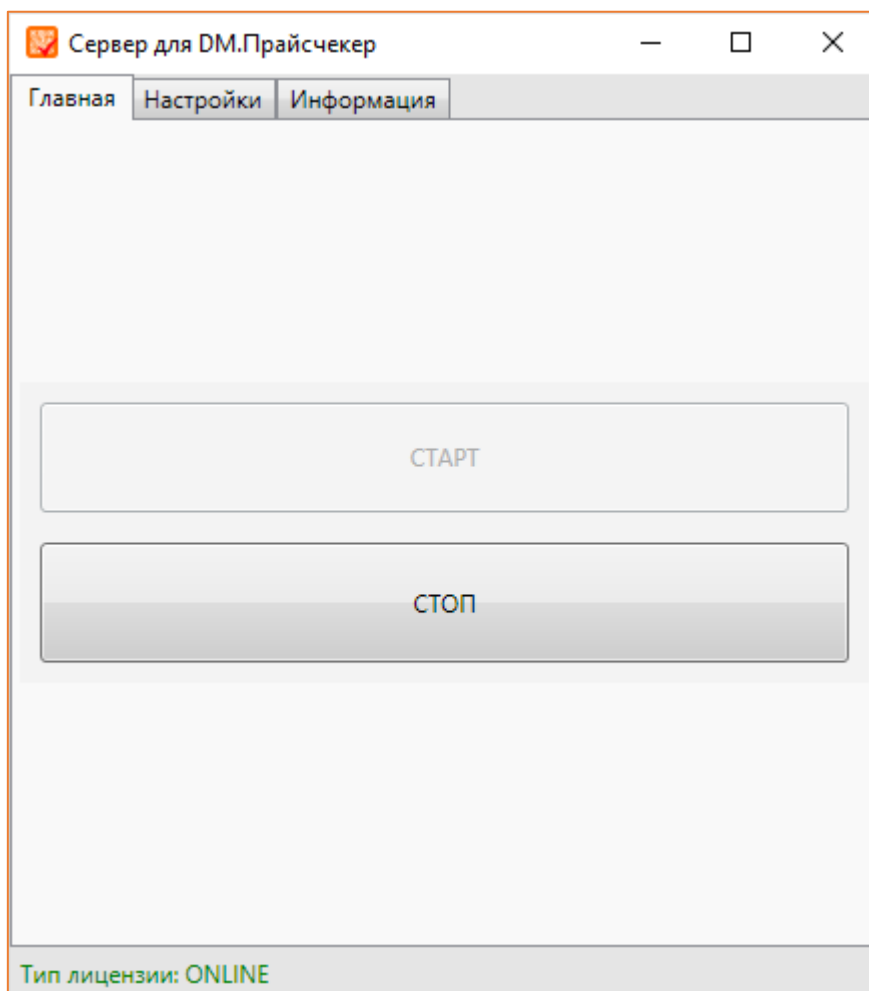 Сервер для DM.Прайсчекер
Главная Настройки Информация
СТАРТ
СТОП
Тип лицензии: ONLINE